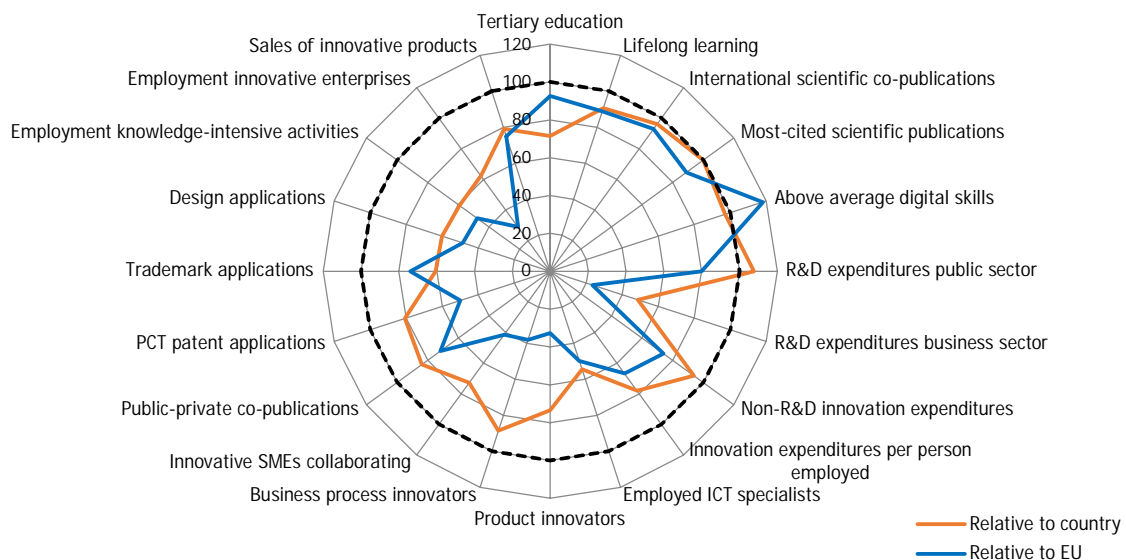 Tertiary education
Sales of innovative products
Lifelong learning
Employment innovative enterprises
International scientific co-publications
Employment knowledge-intensive activities
Most-cited scientific publications
Design applications
Above average digital skills
Trademark applications
R&D expenditures public sector
PCT patent applications
R&D expenditures business sector
Public-private co-publications
Non-R&D innovation expenditures
Innovative SMEs collaborating
Innovation expenditures per person
employed
Business process innovators
Employed ICT specialists
Product innovators
120
100
80
60
40
20
0
Relative to country
Relative to EU